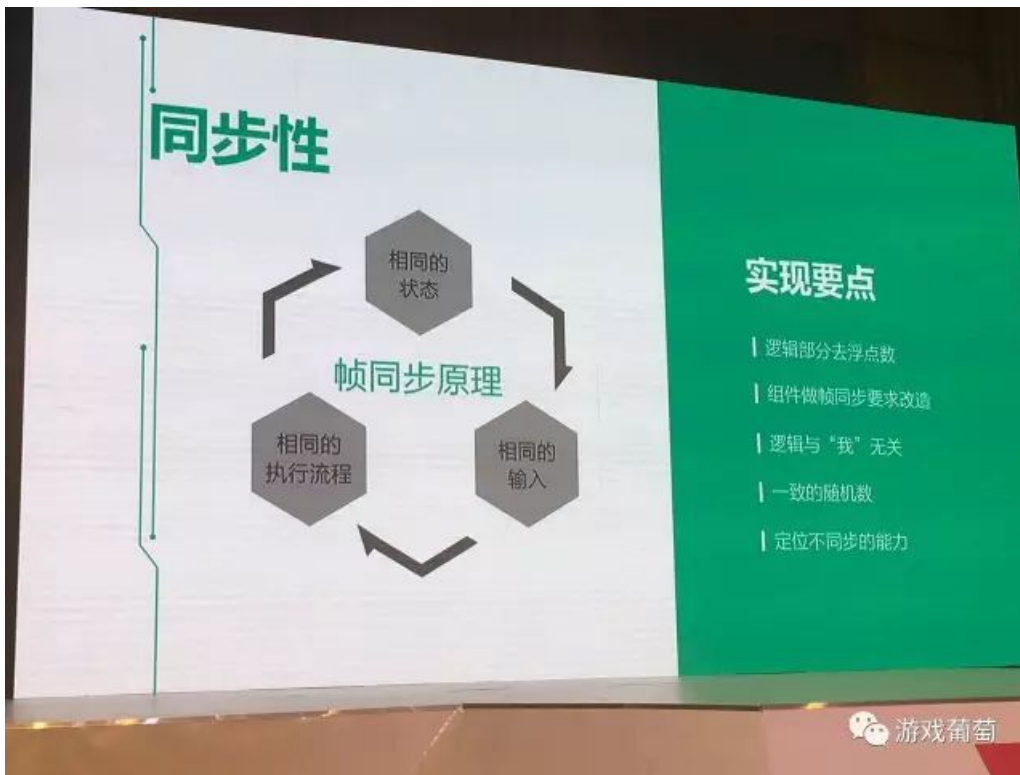 同步性
相同的
状态
帧同步原理
相同的
执行流程
相同的
输入
实现要点
逻辑部分去浮点数
组件做帧同步要求改造
逻辑与“我”无关
一致的随机数
定位不同步的能力
游戏葡萄